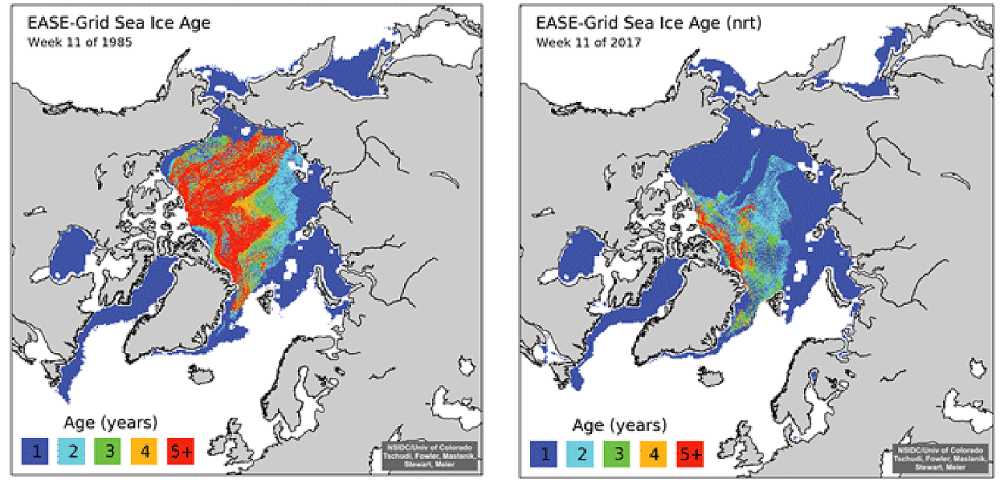 EASE-Grid Sea Ice Age
Week 11 of 1985
Age (years)
1 2 3 4 5+
NSIDC/Univ of Colorado
Tschudi, Fowler, Maslanik,
Stewart, Meier
EASE-Grid Sea Ice Age (nrt)
Week 11 of 2017
Age (years)
1 2 3 4 5+
NSIDC/Univ of Colorado
Tschudi, Fowler, Maslanik,
Stewart, Meier